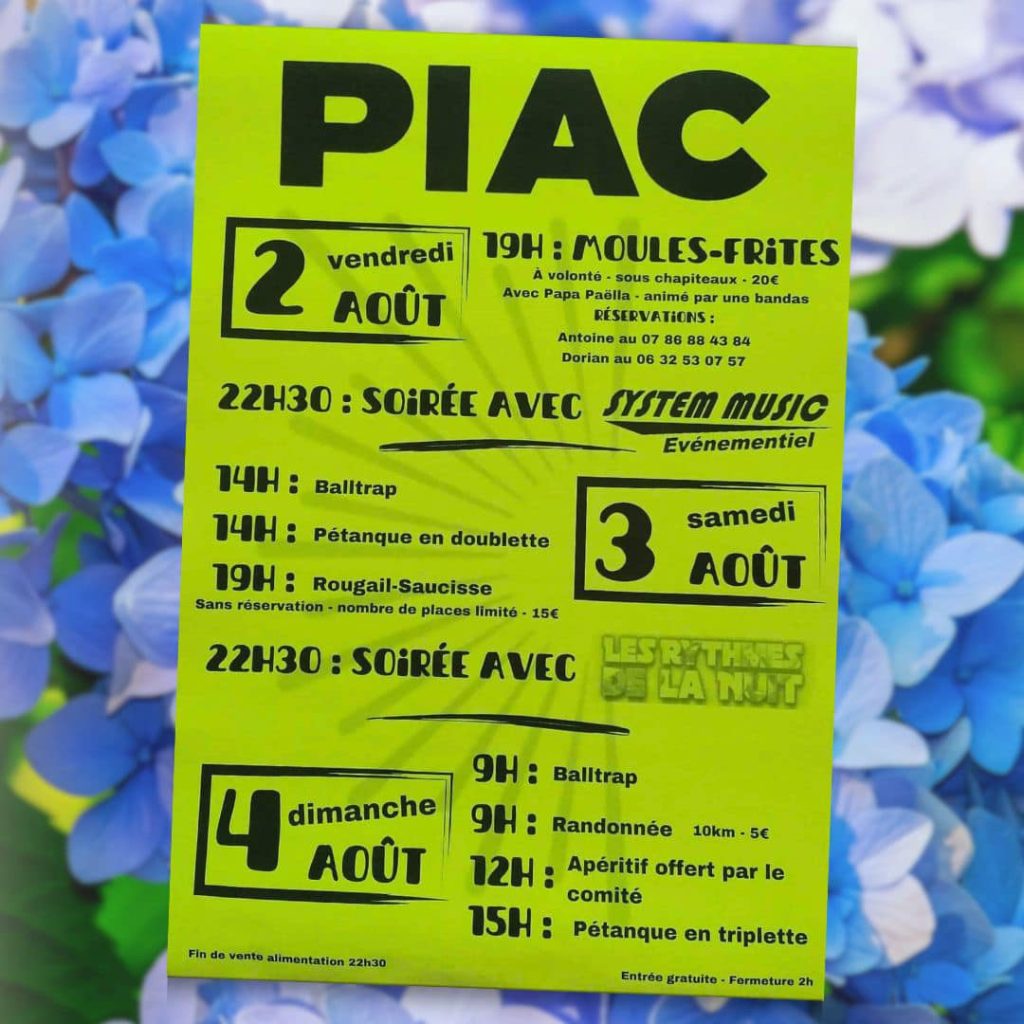 PIAC
2 vendredi
AOÛT
19H : MOULES-FRiTES
À volonté - sous chapiteaux - 20€
Avec Papa Paëlla - animé par une bandas
RÉSERVATiONS :
Antoine au 07 86 88 43 84
Dorian au 06 32 53 07 57
22H30 : SOiRÉE AVEC SYSTEM MUSIC
Evénementiel
14H : Balltrap
14H : Pétanque en doublette
19H : Rougail-Saucisse
Sans réservation - nombre de places limité - 15€
3 samedi
AOÛT
22H30 : SOiRÉE AVEC LES RYTHMES
DE LA NUIT
4 dimanche
AOÛT
9H : Balltrap
9H : Randonnée 10km - 5€
12H : Apéritif offert par le
comité
15H : Pétanque en triplette
Fin de vente alimentation 22h30
Entrée gratuite - Fermeture 2h